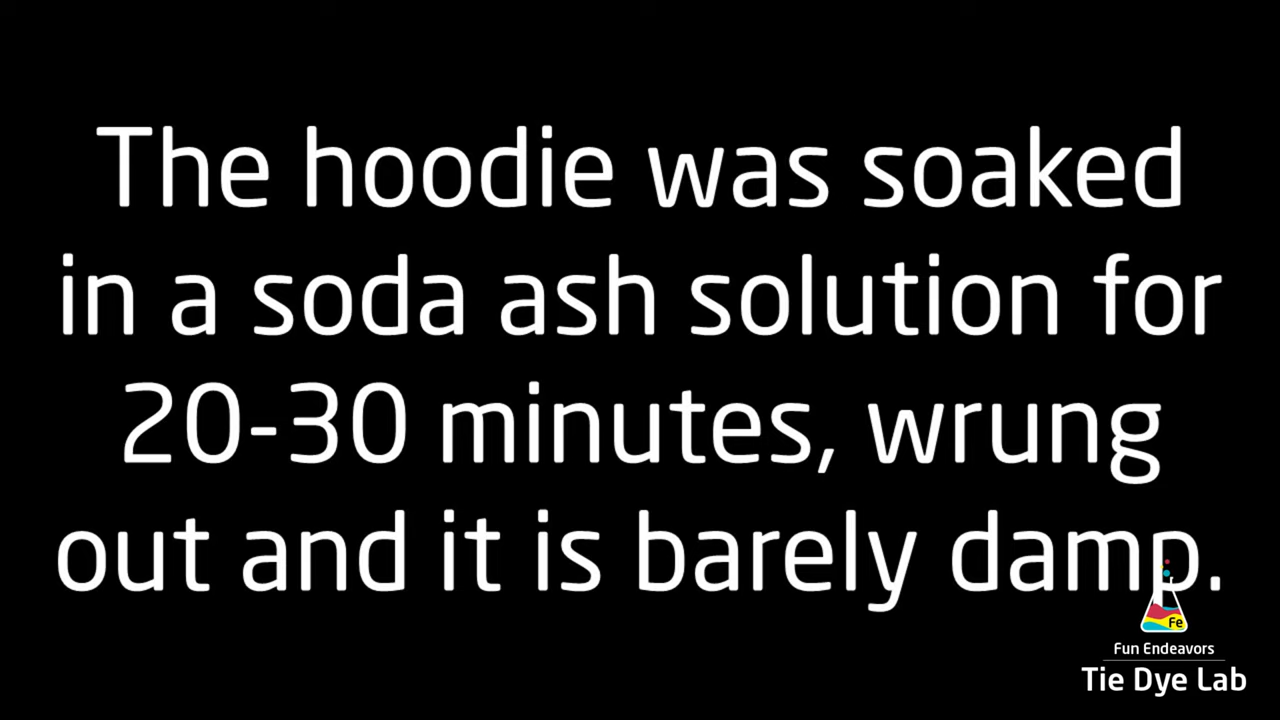 The hoodie was soaked
in a soda ash solution for
20-30 minutes, wrung
out and it is barely damp.
Fe
Fun Endeavors
Tie Dye Lab